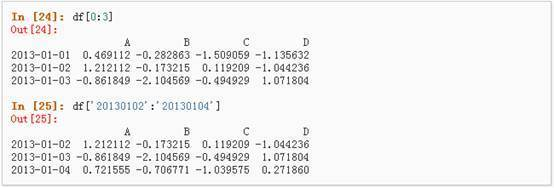 In [24]: df[0:3]
Out[24]:
A B C D
2013-01-01 0.469112 -0.282863 -1.509059 -1.135632
2013-01-02 1.212112 -0.173215 0.119209 -1.044236
2013-01-03 -0.861849 -2.104569 -0.494929 1.071804
In [25]: df['20130102':'20130104']
Out[25]:
A B C D
2013-01-02 1.212112 -0.173215 0.119209 -1.044236
2013-01-03 -0.861849 -2.104569 -0.494929 1.071804
2013-01-04 0.721555 -0.706771 -1.039575 0.271860